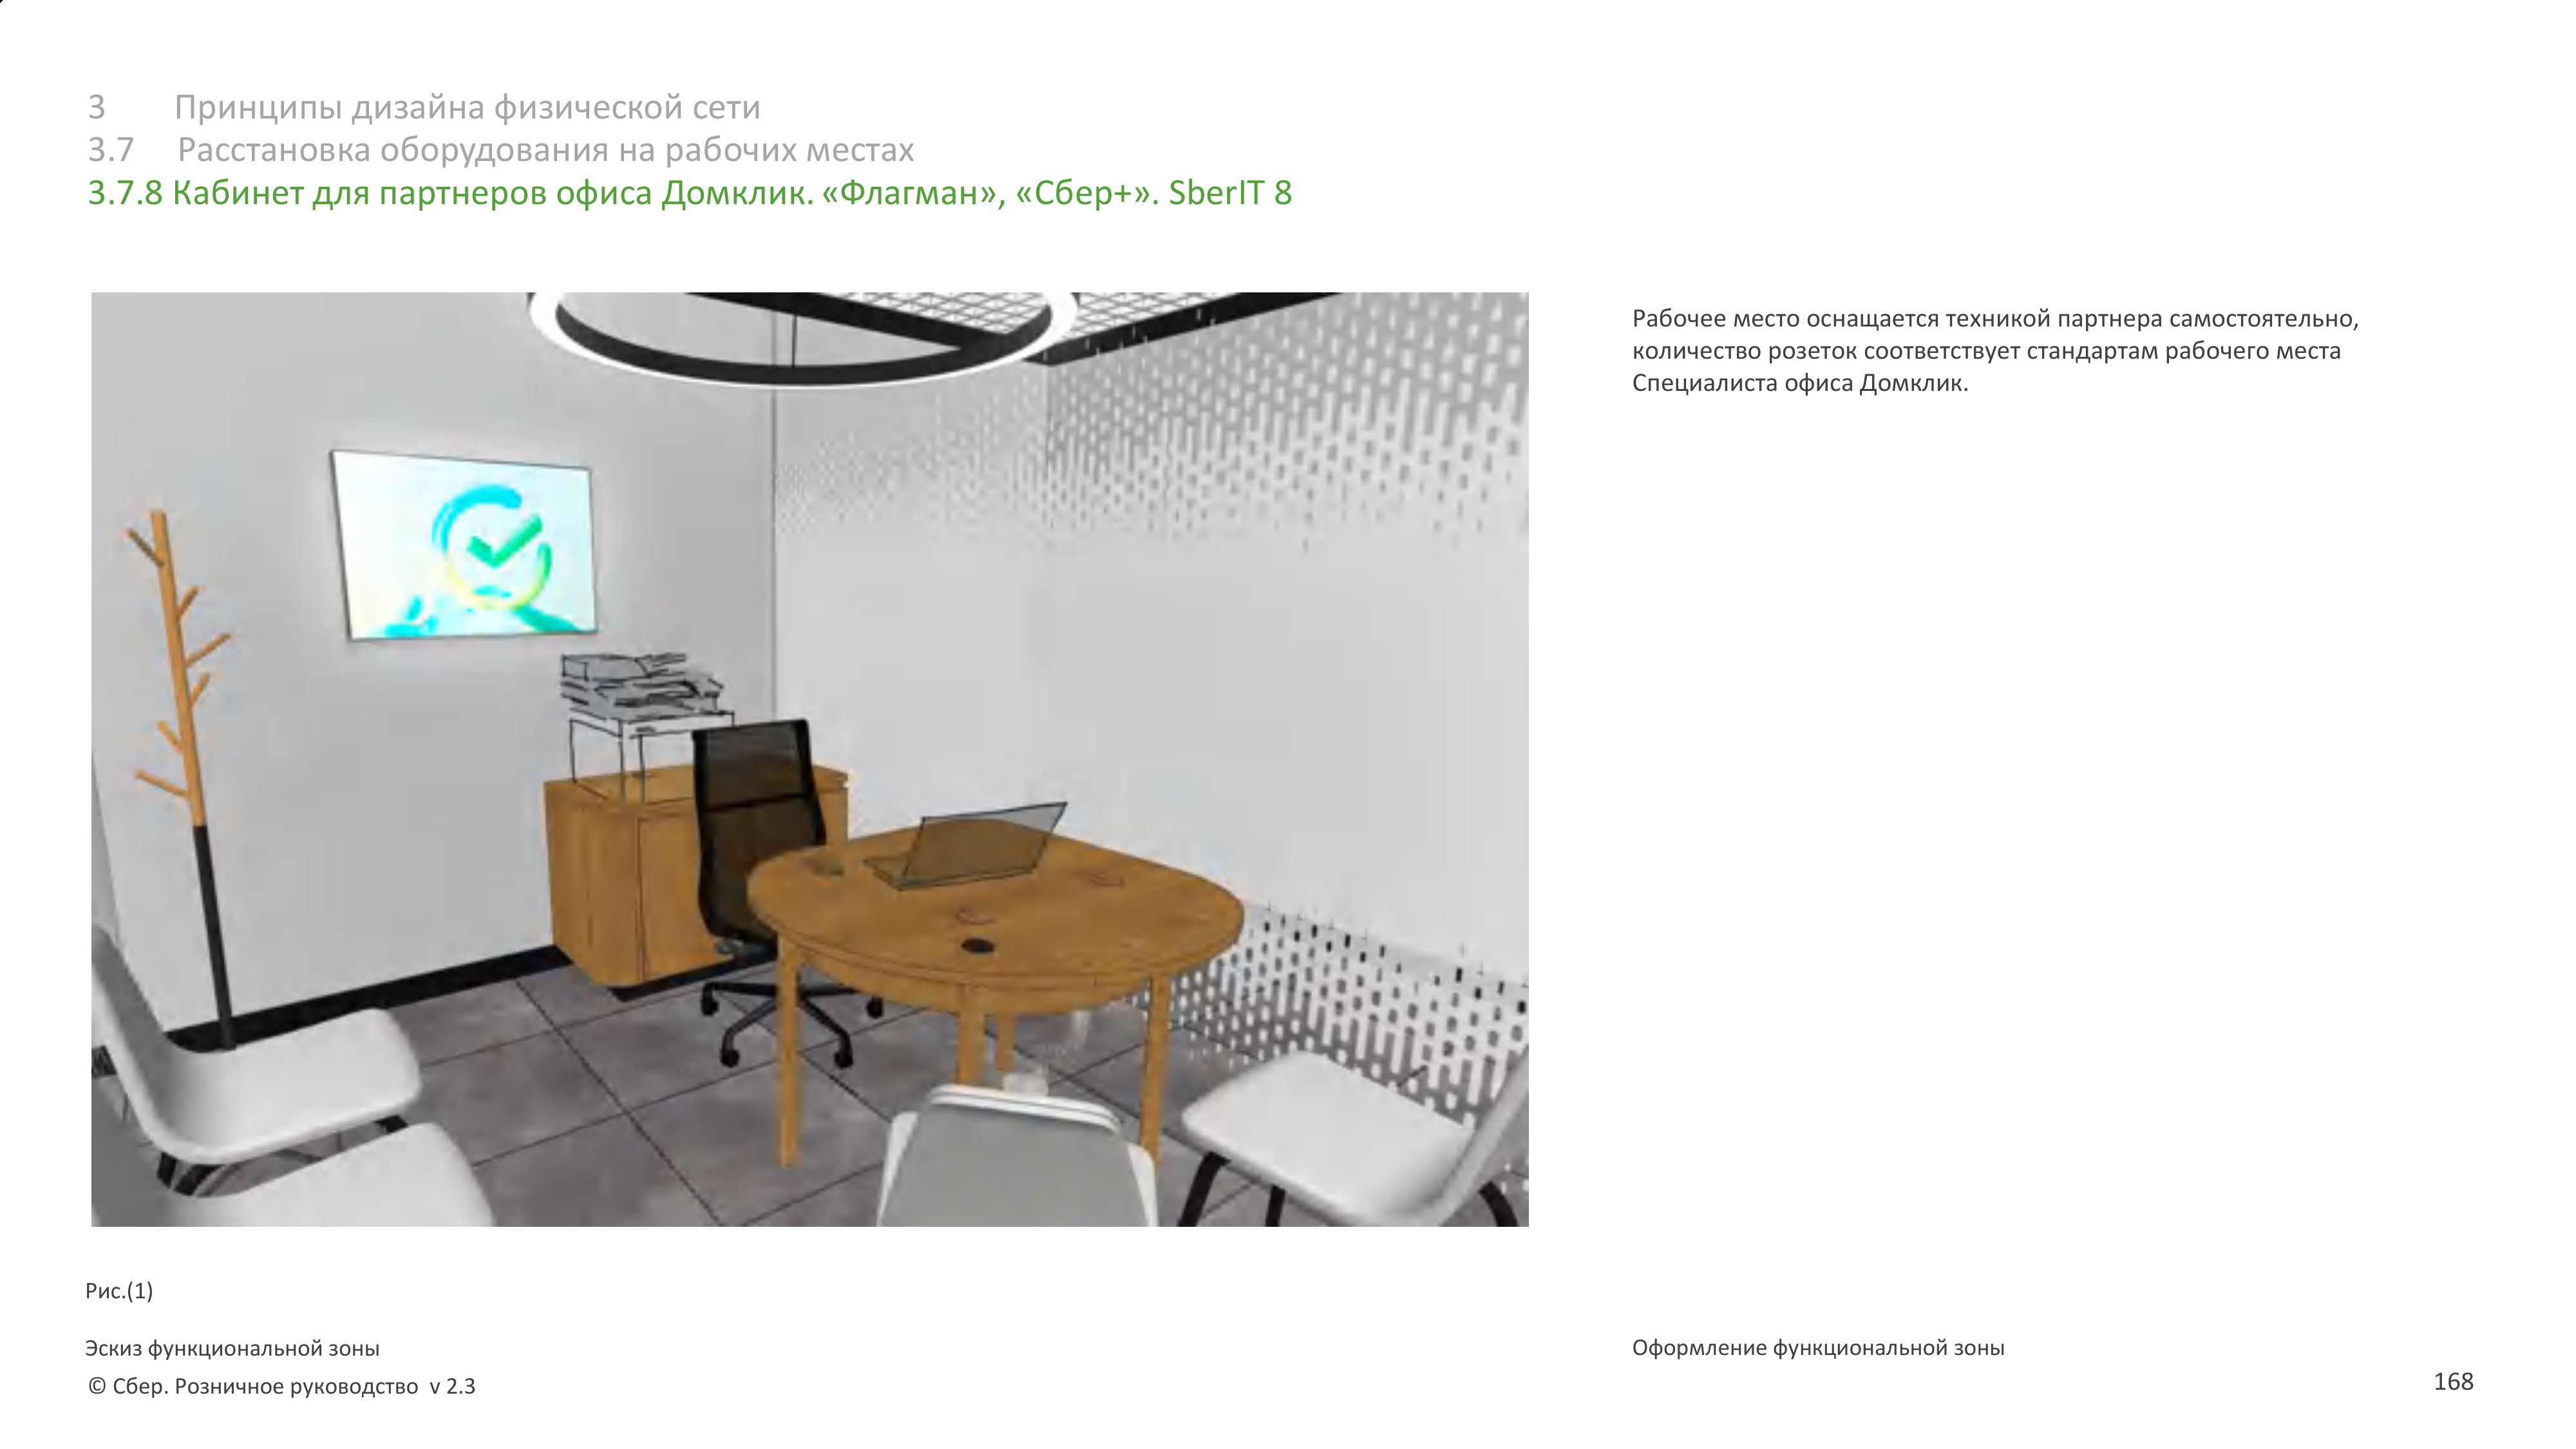 3 Принципы дизайна физической сети
3.7 Расстановка оборудования на рабочих местах
3.7.8 Кабинет для партнеров офиса Домклик. «Флагман», «Сбер+». SberIT 8
Рабочее место оснащается техникой партнера самостоятельно,
количество розеток соответствует стандартам рабочего места
Специалиста офиса Домклик.
Рис.(1)
Эскиз функциональной зоны
Оформление функциональной зоны
© Сбер. Розничное руководство v 2.3
168